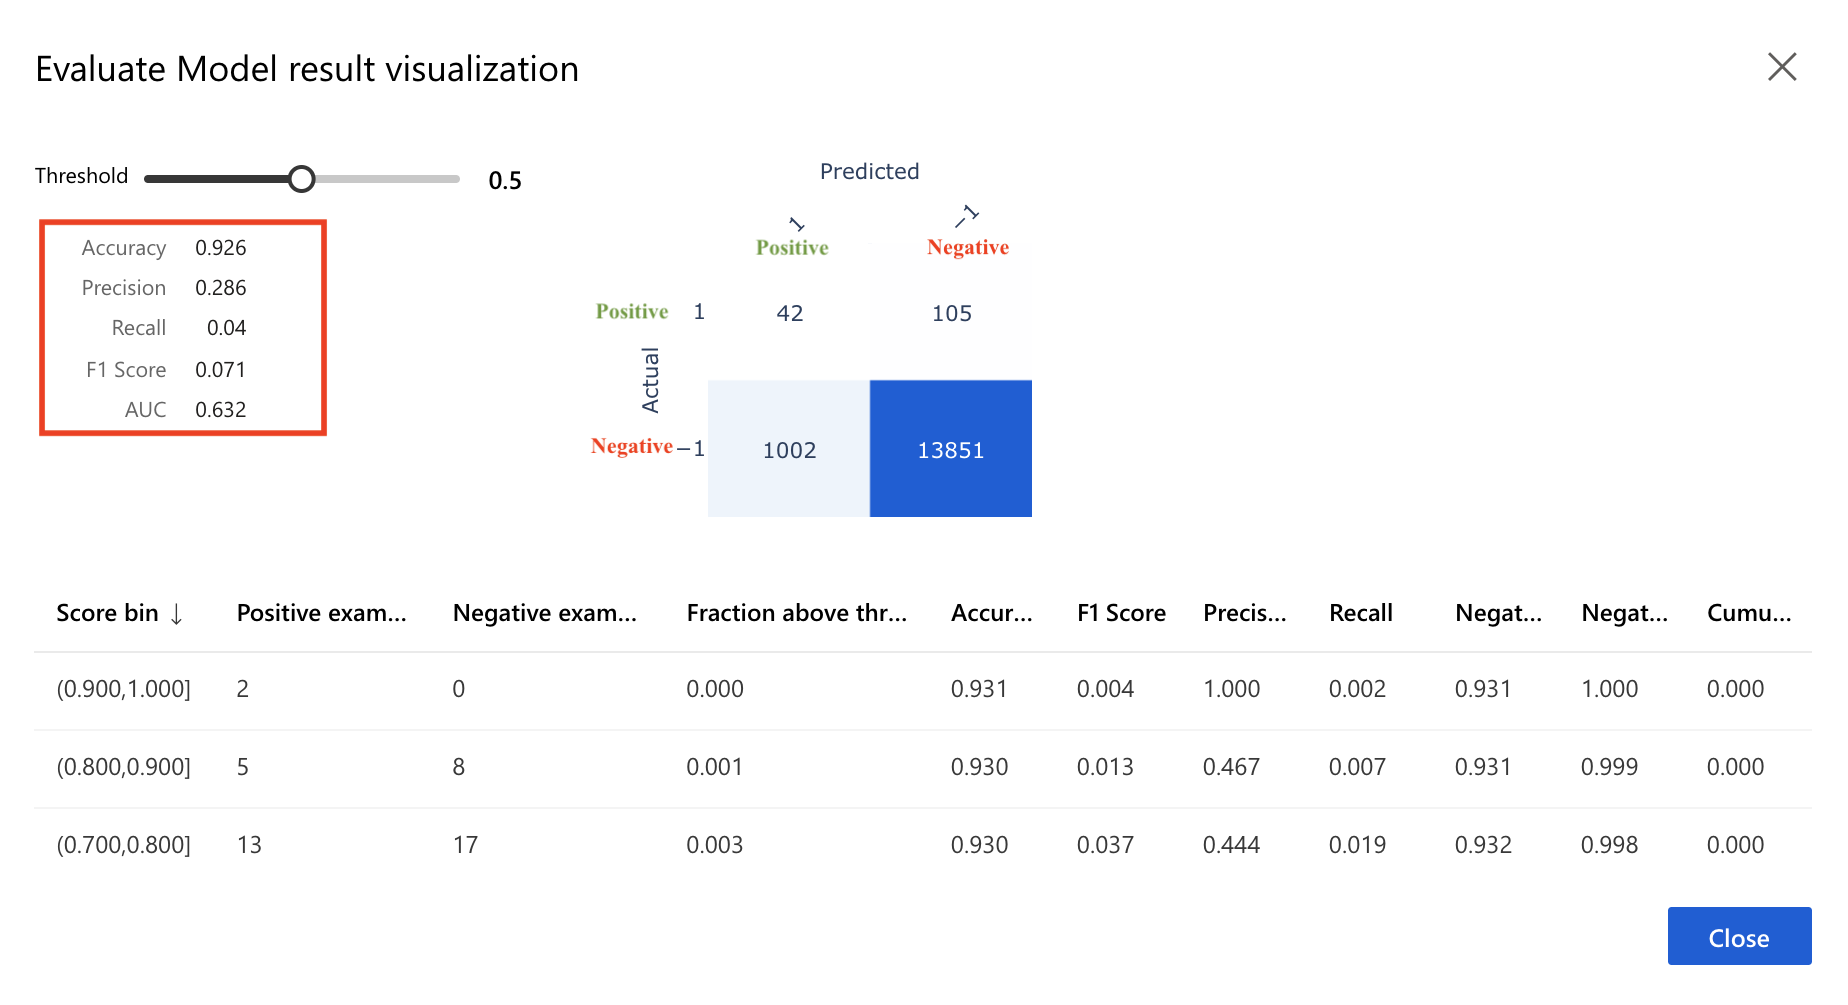 Evaluate Model result visualization
Threshold 0.5
Accuracy 0.926
Precision 0.286
Recall 0.04
F1 Score 0.071
AUC 0.632
Predicted
1 −1
Positive Negative
Positive 1 42 105
Actual
Negative −1 1002 13851
Score bin ↓ Positive exam... Negative exam... Fraction above thr... Accur... F1 Score Precis... Recall Negat... Negat... Cumu...
(0.900,1.000] 2 0 0.000 0.931 0.004 1.000 0.002 0.931 1.000 0.000
(0.800,0.900] 5 8 0.001 0.930 0.013 0.467 0.007 0.931 0.999 0.000
(0.700,0.800] 13 17 0.003 0.930 0.037 0.444 0.019 0.932 0.998 0.000
Close